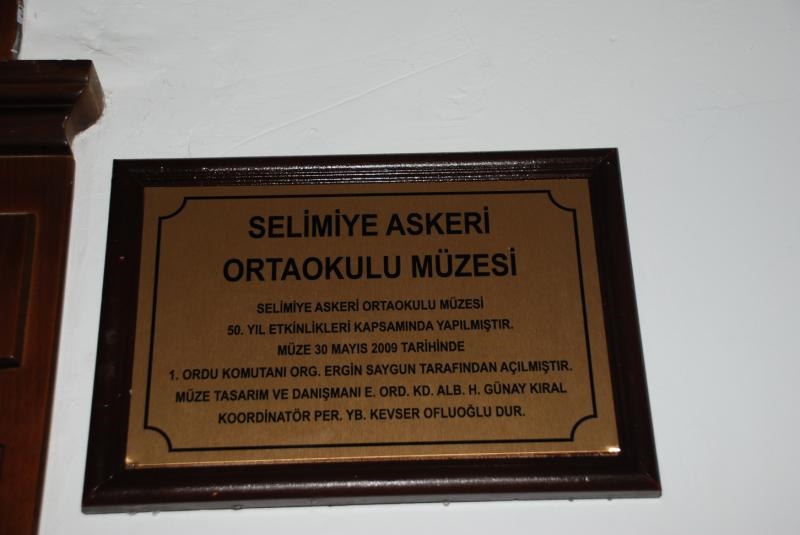 SELİMİYE ASKERİ
ORTAOKULU MÜZESİ
SELİMİYE ASKERİ ORTAOKULU MÜZESİ
50. YIL ETKİNLİKLERİ KAPSAMINDA YAPILMIŞTIR.
MÜZE 30 MAYIS 2009 TARİHİNDE
1. ORDU KOMUTANI ORG. ERGİN SAYGUN TARAFINDAN AÇILMIŞTIR.
MÜZE TASARIM VE DANIŞMANI E. ORD. KD. ALB. H. GÜNAY KIRAL
KOORDİNATÖR PER. YB. KEVSER OFLUOĞLU DUR.